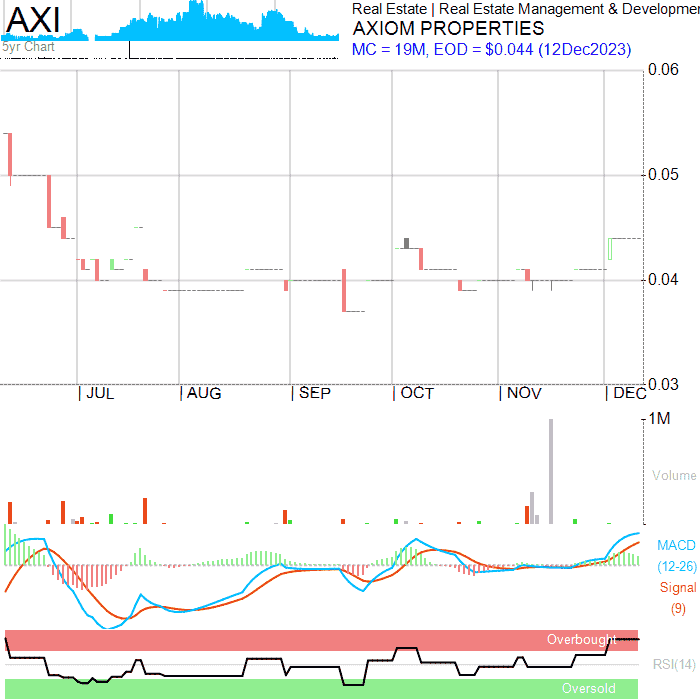 AXI
Real Estate | Real Estate Management & Developmen
AXIOM PROPERTIES
5yr Chart
MC = 19M, EOD = $0.044 (12Dec2023)
0.06
0.05
0.04
0.03
| JUL | AUG | SEP | OCT | NOV | DEC
1M
Volume
MACD
(12-26)
Signal
(9)
Overbought
RSI(14)
Oversold